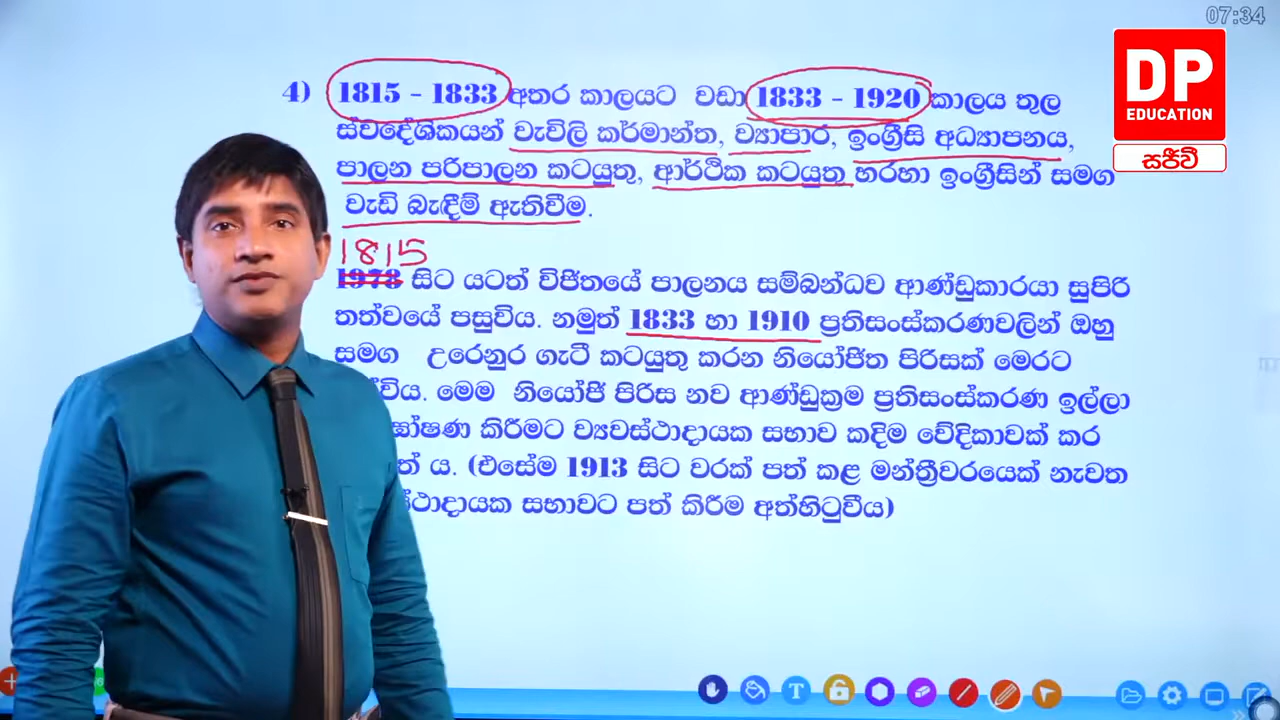 07:34
DP
EDUCATION
සජීවී
4) 1815 - 1833 අතර කාලයට වඩා 1833 - 1920 කාලය තුල
ස්වදේශිකයන් වැවිලි කර්මාන්ත, ව්‍යාපාර, ඉංග්‍රීසි අධ්‍යාපනය,
පාලන පරිපාලන කටයුතු, ආර්ථික කටයුතු හරහා ඉංග්‍රීසින් සමග
වැඩි බැඳීම් ඇතිවීම.
1815
1978 සිට යටත් විජිතයේ පාලනය සම්බන්ධව ආණ්ඩුකාරයා සුපිරි
තත්වයේ පසුවිය. නමුත් 1833 හා 1910 ප්‍රතිසංස්කරණවලින් ඔහු
සමග උරෙනුර ගැටී කටයුතු කරන නියෝජිත පිරිසක් මෙරට
මෙම නියෝජි පිරිස නව ආණ්ඩුක්‍රම ප්‍රතිසංස්කරණ ඉල්ලා
කිරීමට ව්‍යවස්ථාදායක සභාව කදිම වේදිකාවක් කර
ය. (එසේම 1913 සිට වරක් පත් කළ මන්ත්‍රීවරයෙක් නැවත
සභාවට පත් කිරීම අත්හිටුවීය)